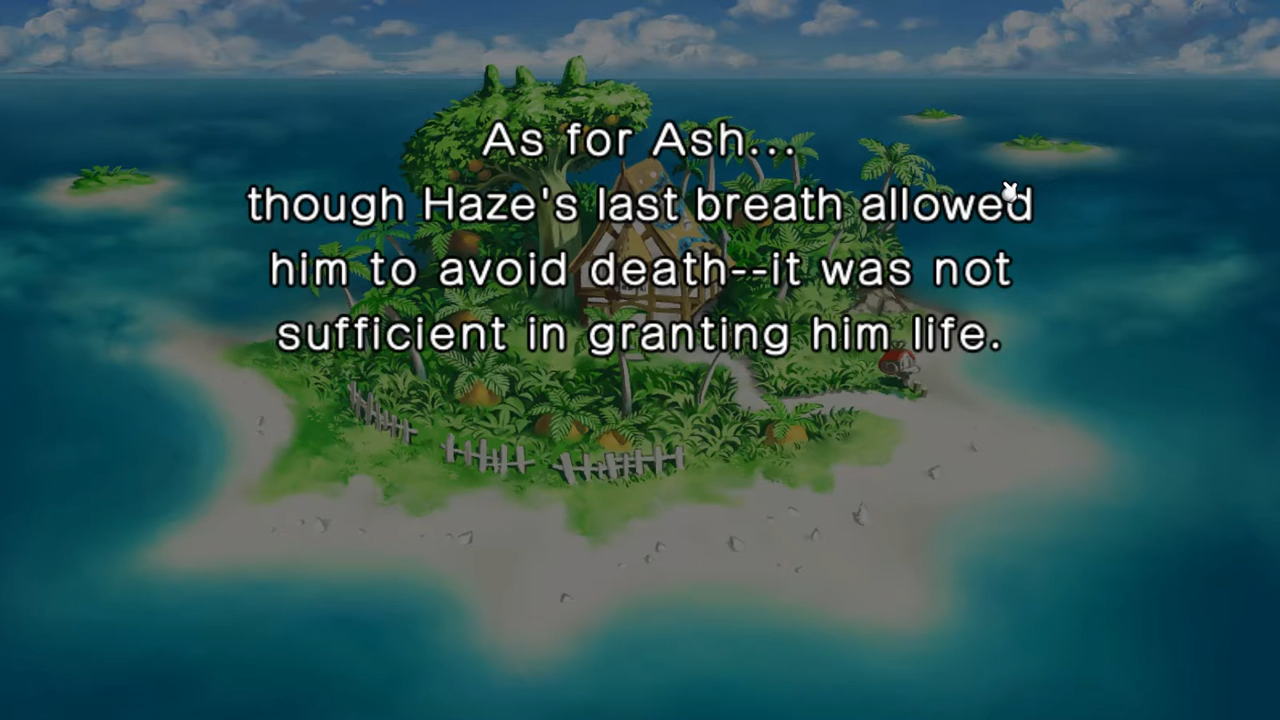 As for Ash...
though Haze's last breath allowed
him to avoid death--it was not
sufficient in granting him life.